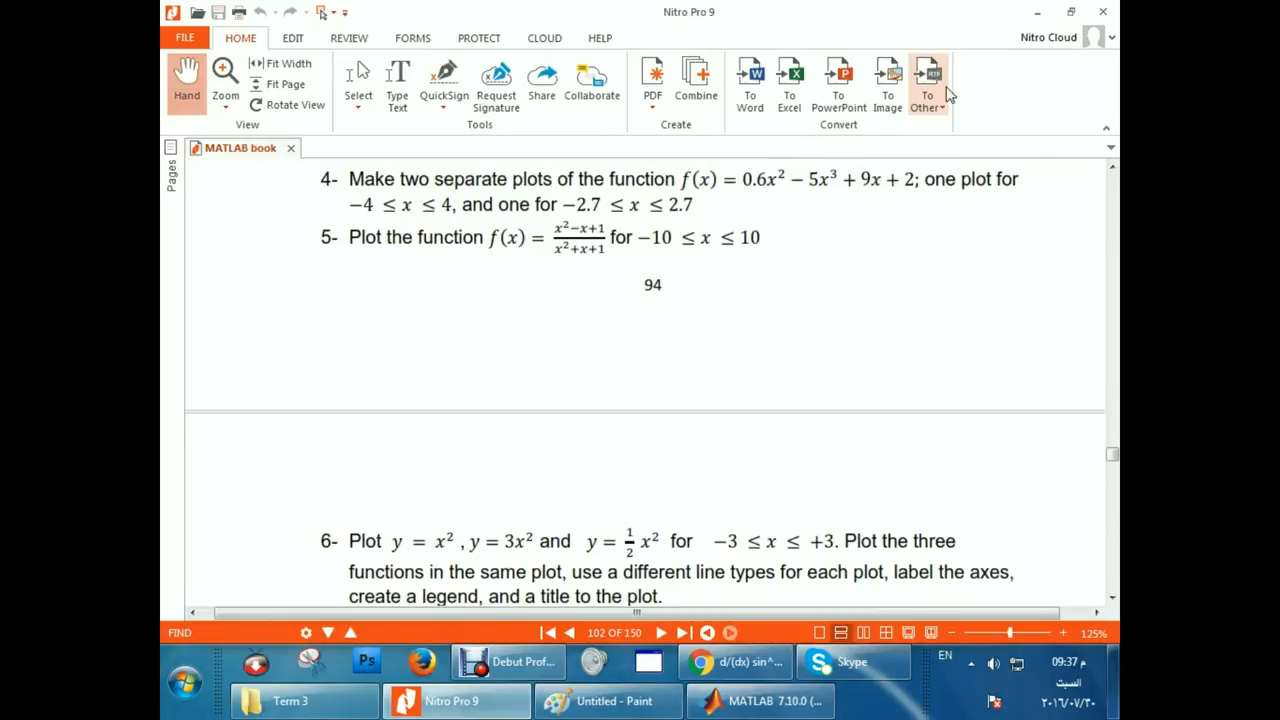 Nitro Pro 9
FILE HOME EDIT REVIEW FORMS PROTECT CLOUD HELP Nitro Cloud
Hand Zoom Fit Width Fit Page Rotate View
View
Select Type Text QuickSign Request Signature Share Collaborate
Tools
PDF Combine
Create
To Word To Excel To PowerPoint To Image To Other
Convert
MATLAB book
Pages
4- Make two separate plots of the function f(x) = 0.6x² − 5x³ + 9x + 2; one plot for
−4 ≤ x ≤ 4, and one for −2.7 ≤ x ≤ 2.7
5- Plot the function f(x) = (x²−x+1)/(x²+x+1) for −10 ≤ x ≤ 10
94
6- Plot y = x² , y = 3x² and y = 1/2 x² for −3 ≤ x ≤ +3. Plot the three
functions in the same plot, use a different line types for each plot, label the axes,
create a legend, and a title to the plot.
FIND 102 OF 150 125%
Ps Debut Prof... d/(dx) sin^... Skype EN 09:37 م
السبت
Term 3 Nitro Pro 9 Untitled - Paint MATLAB 7.10.0 (... ٢٠١٦/٠٧/٣٠